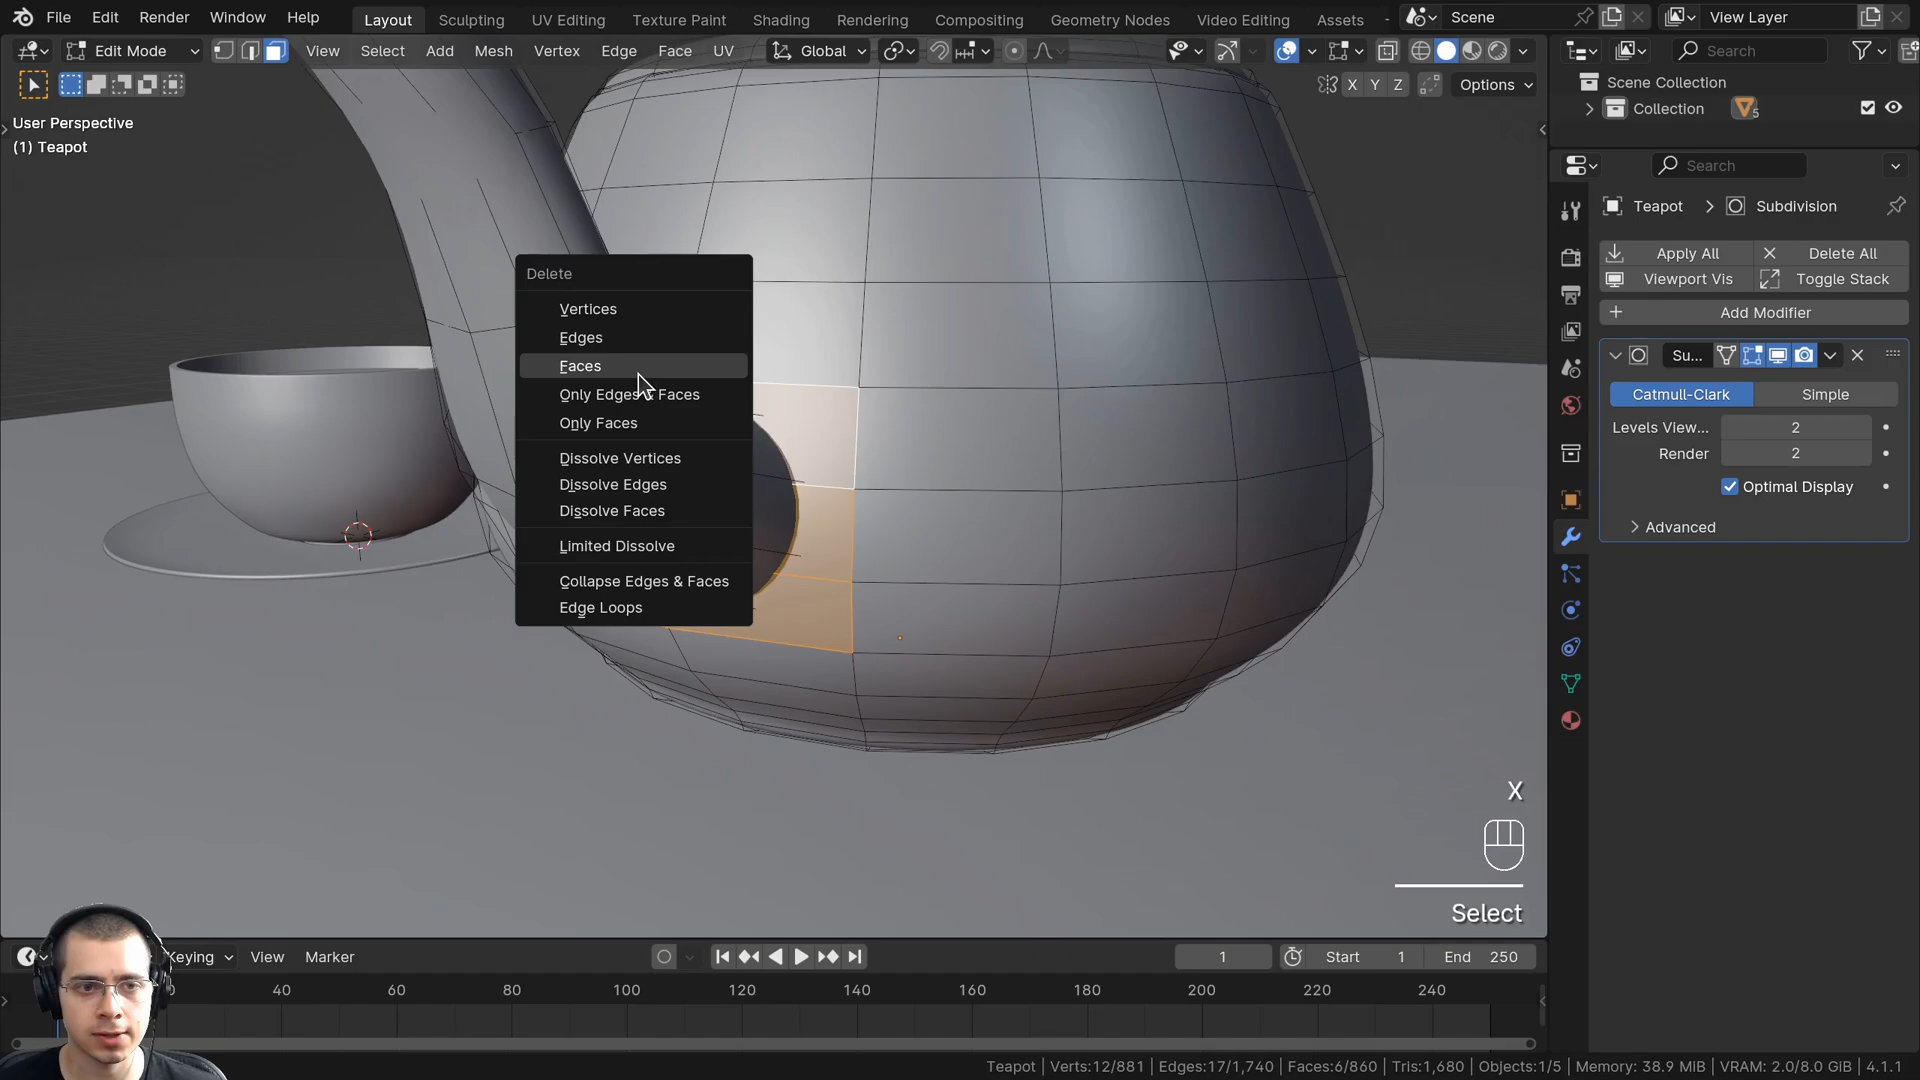 File Edit Render Window Help Layout Sculpting UV Editing Texture Paint Shading Rendering Compositing Geometry Nodes Video Editing Assets Scene View Layer
Edit Mode View Select Add Mesh Vertex Edge Face UV Global Search
X Y Z Options
Scene Collection
Collection 5
User Perspective
(1) Teapot
Search
Teapot > Subdivision
Apply All Delete All
Viewport Vis Toggle Stack
Add Modifier
Su...
Catmull-Clark Simple
Levels View... 2
Render 2
Optimal Display
Advanced
Delete
Vertices
Edges
Faces
Only Edges & Faces
Only Faces
Dissolve Vertices
Dissolve Edges
Dissolve Faces
Limited Dissolve
Collapse Edges & Faces
Edge Loops
X
Select
Keying View Marker 1 Start 1 End 250
40 60 80 100 120 140 160 180 200 220 240
Teapot | Verts:12/881 | Edges:17/1,740 | Faces:6/860 | Tris:1,680 | Objects:1/5 | Memory: 38.9 MiB | VRAM: 2.0/8.0 GiB | 4.1.1